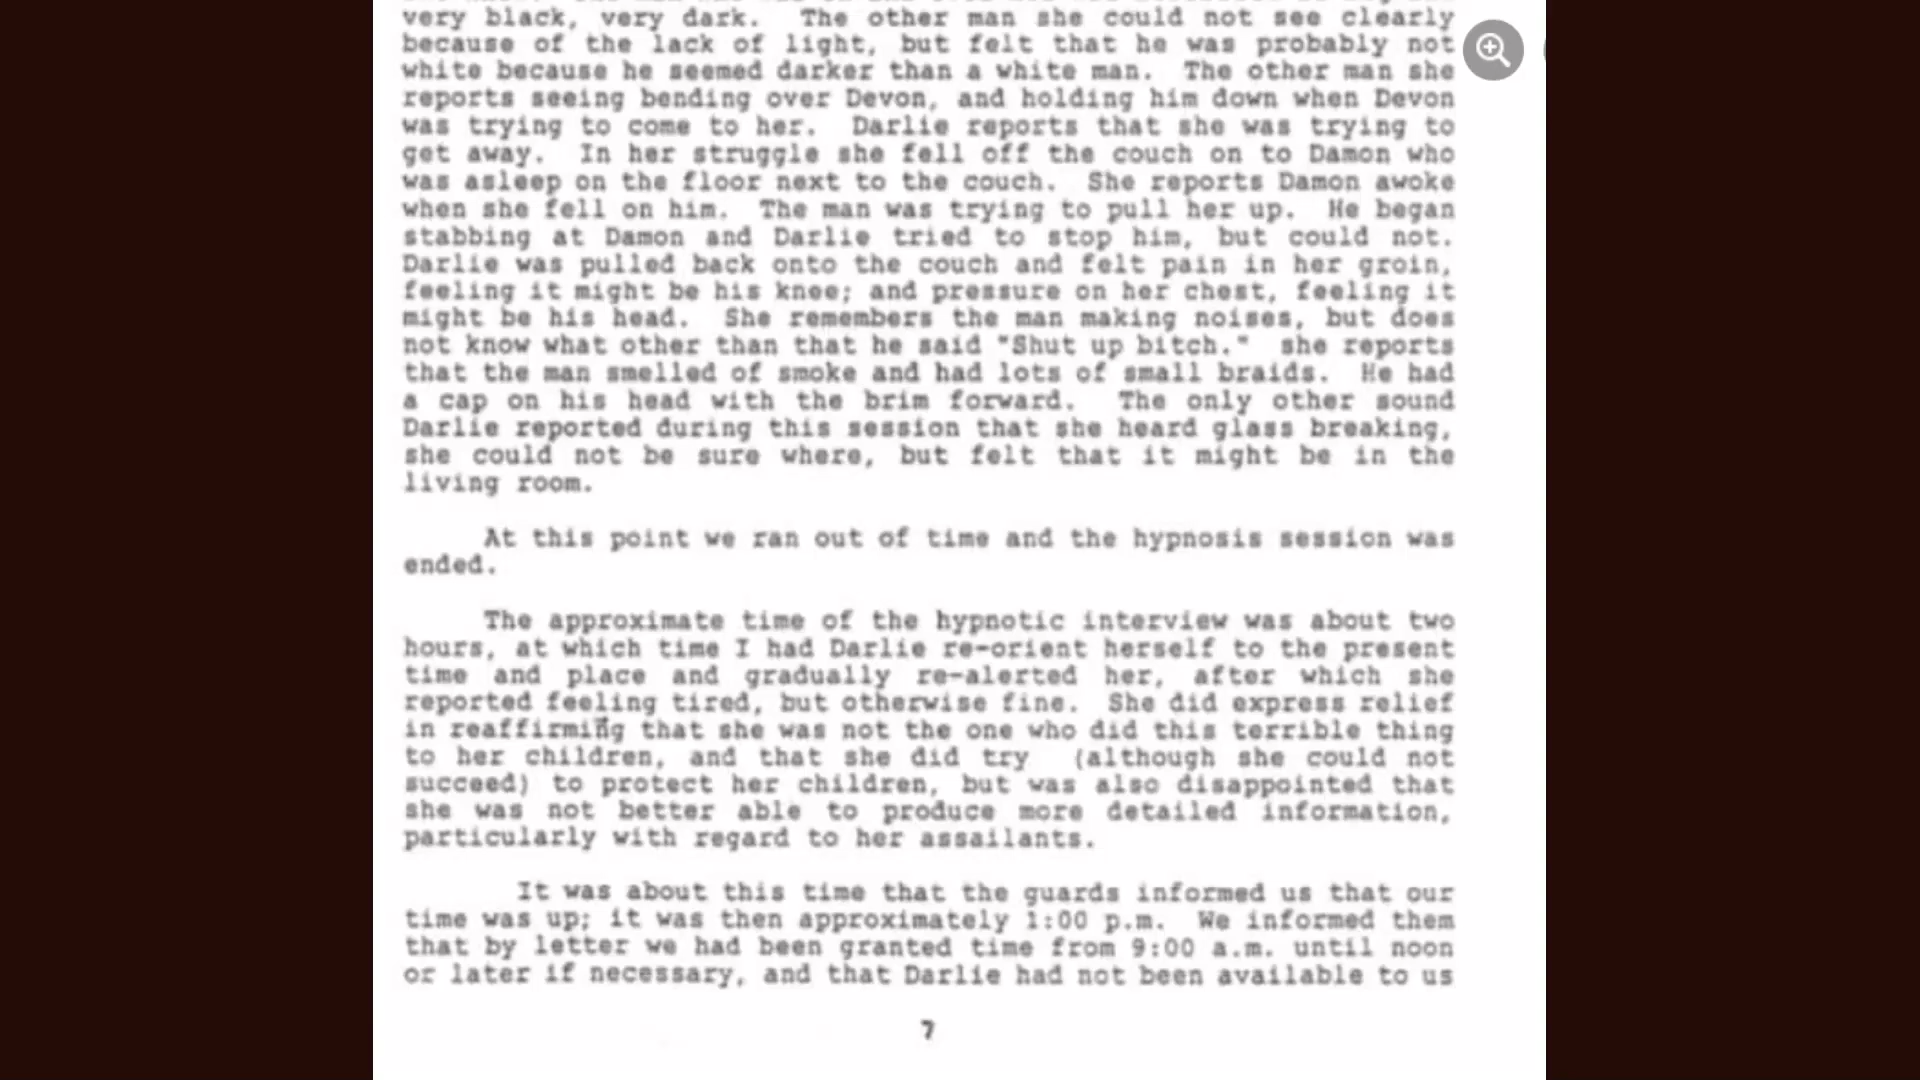 very black, very dark. The other man she could not see clearly
because of the lack of light, but felt that he was probably not
white because he seemed darker than a white man. The other man she
reports seeing bending over Devon, and holding him down when Devon
was trying to come to her. Darlie reports that she was trying to
get away. In her struggle she fell off the couch on to Damon who
was asleep on the floor next to the couch. She reports Damon awoke
when she fell on him. The man was trying to pull her up. He began
stabbing at Damon and Darlie tried to stop him, but could not.
Darlie was pulled back onto the couch and felt pain in her groin,
feeling it might be his knee; and pressure on her chest, feeling it
might be his head. She remembers the man making noises, but does
not know what other than that he said "Shut up bitch." she reports
that the man smelled of smoke and had lots of small braids. He had
a cap on his head with the brim forward. The only other sound
Darlie reported during this session that she heard glass breaking,
she could not be sure where, but felt that it might be in the
living room.
At this point we ran out of time and the hypnosis session was
ended.
The approximate time of the hypnotic interview was about two
hours, at which time I had Darlie re-orient herself to the present
time and place and gradually re-alerted her, after which she
reported feeling tired, but otherwise fine. She did express relief
in reaffirming that she was not the one who did this terrible thing
to her children, and that she did try (although she could not
succeed) to protect her children, but was also disappointed that
she was not better able to produce more detailed information,
particularly with regard to her assailants.
It was about this time that the guards informed us that our
time was up; it was then approximately 1:00 p.m. We informed them
that by letter we had been granted time from 9:00 a.m. until noon
or later if necessary, and that Darlie had not been available to us
7